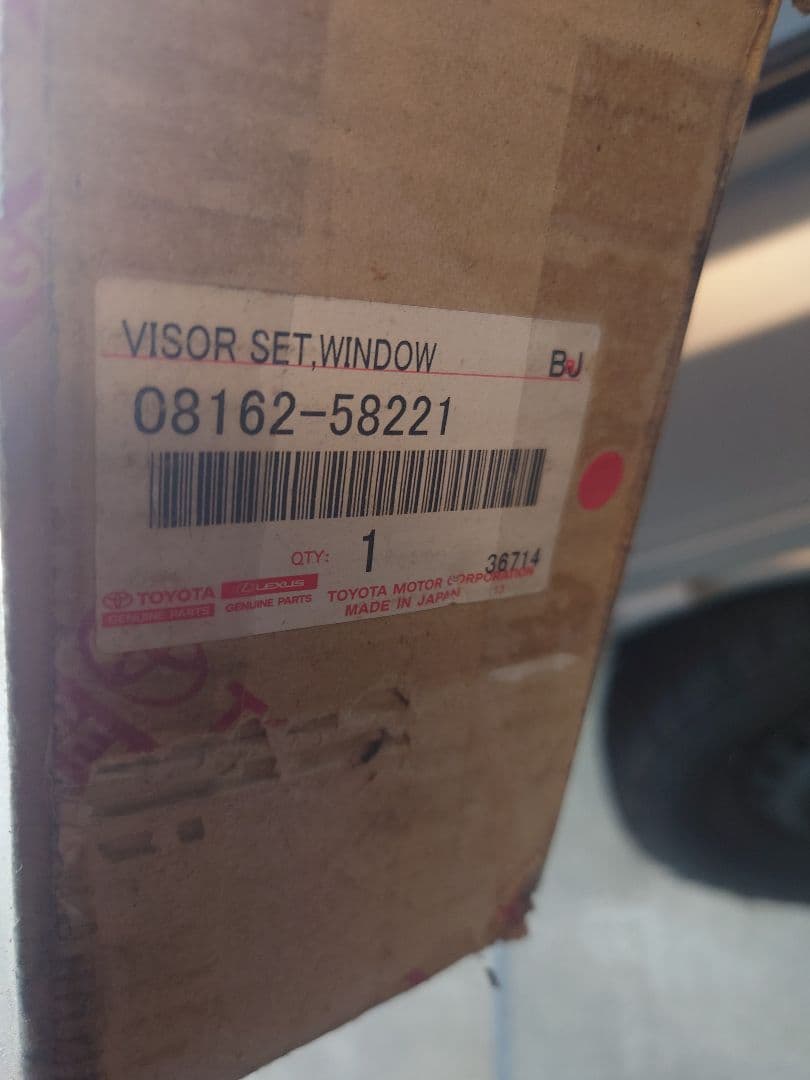 VISOR SET,WINDOW BJ
08162-58221
QTY: 1
36714
TOYOTA
GENUINE PARTS
LEXUS
GENUINE PARTS
TOYOTA MOTOR CORPORATION
MADE IN JAPAN